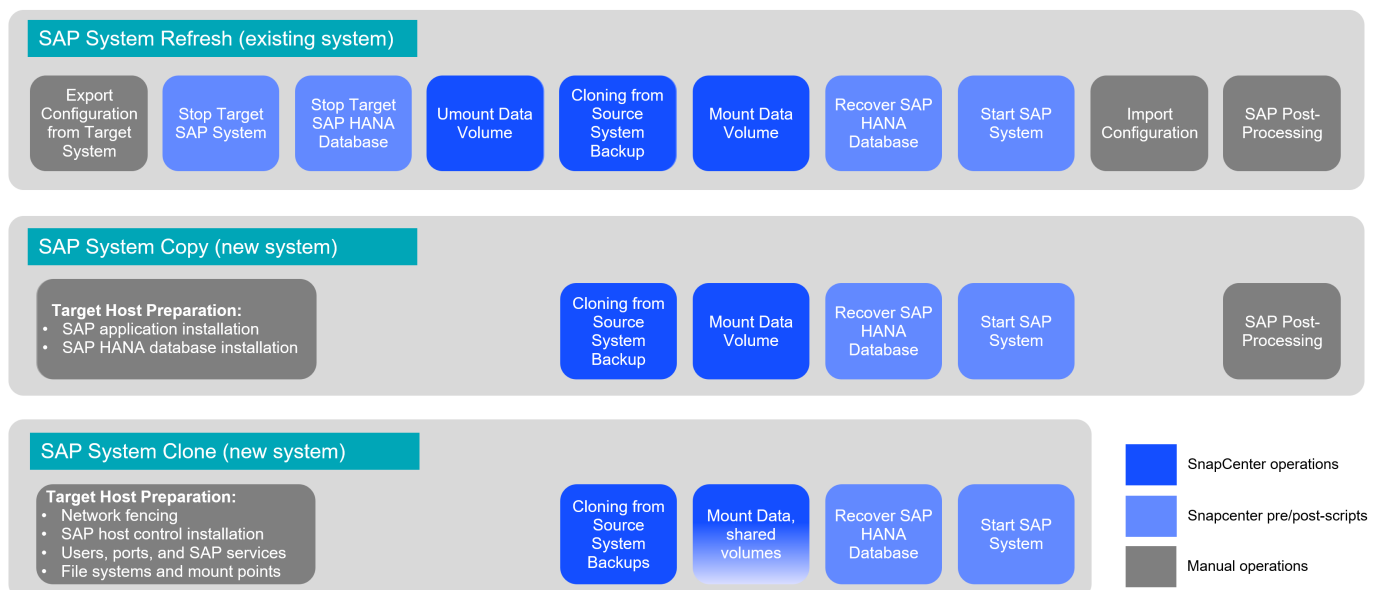 SAP System Refresh (existing system)
Export
Configuration
from Target
System
Stop Target
SAP System
Stop Target
SAP HANA
Database
Umount Data
Volume
Cloning from
Source
System
Backup
Mount Data
Volume
Recover SAP
HANA
Database
Start SAP
System
Import
Configuration
SAP Post-
Processing
SAP System Copy (new system)
Target Host Preparation:
• SAP application installation
• SAP HANA database installation
Cloning from
Source
System
Backup
Mount Data
Volume
Recover SAP
HANA
Database
Start SAP
System
SAP Post-
Processing
SAP System Clone (new system)
Target Host Preparation:
• Network fencing
• SAP host control installation
• Users, ports, and SAP services
• File systems and mount points
Cloning from
Source
System
Backups
Mount Data,
shared
volumes
Recover SAP
HANA
Database
Start SAP
System
SnapCenter operations
Snapcenter pre/post-scripts
Manual operations